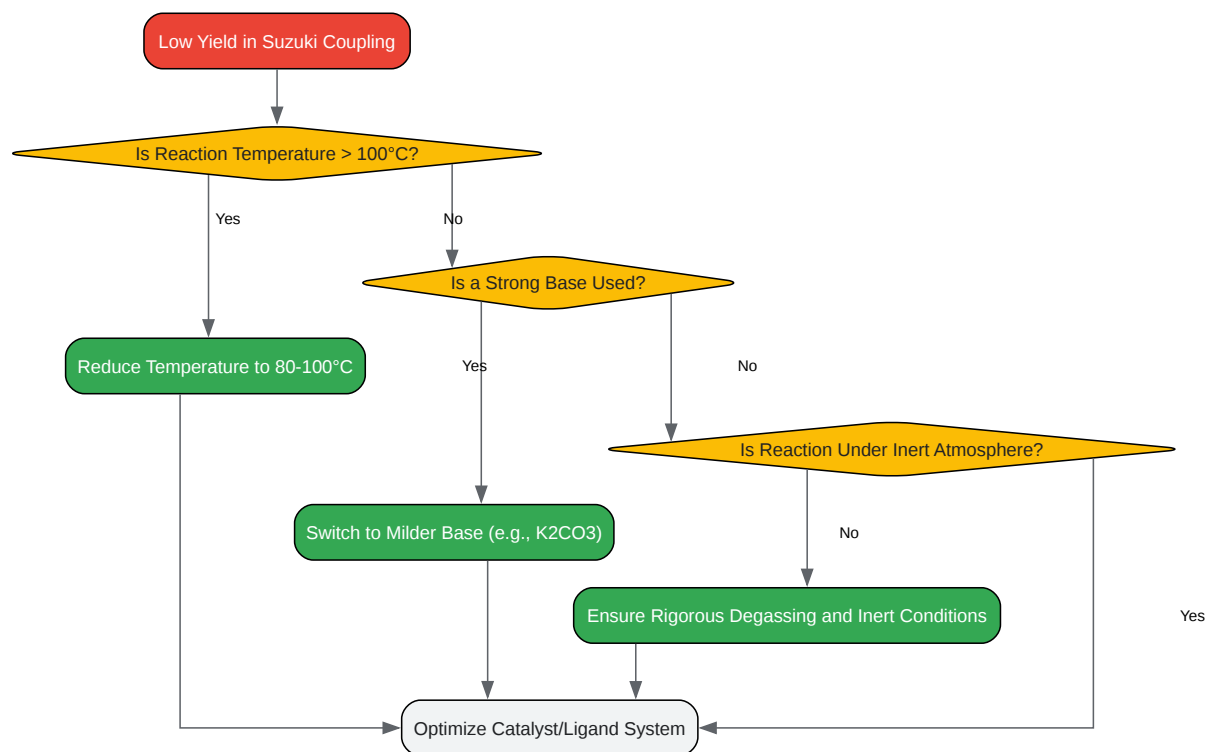 Low Yield in Suzuki Coupling
Is Reaction Temperature > 100°C?
Yes
No
Is a Strong Base Used?
Reduce Temperature to 80-100°C
Yes
No
Is Reaction Under Inert Atmosphere?
Switch to Milder Base (e.g., K2CO3)
No
Ensure Rigorous Degassing and Inert Conditions
Yes
Optimize Catalyst/Ligand System